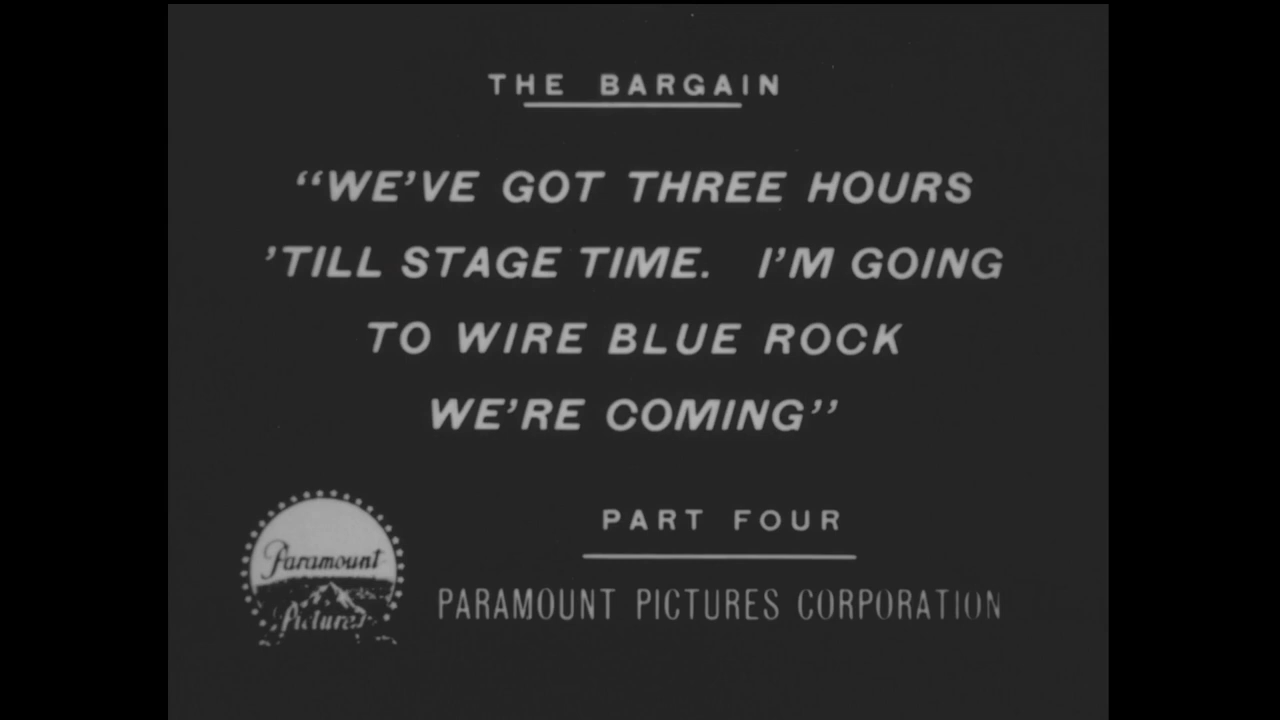 THE BARGAIN
“WE’VE GOT THREE HOURS
’TILL STAGE TIME. I’M GOING
TO WIRE BLUE ROCK
WE’RE COMING”
PART FOUR
Paramount
Pictures
PARAMOUNT PICTURES CORPORATION